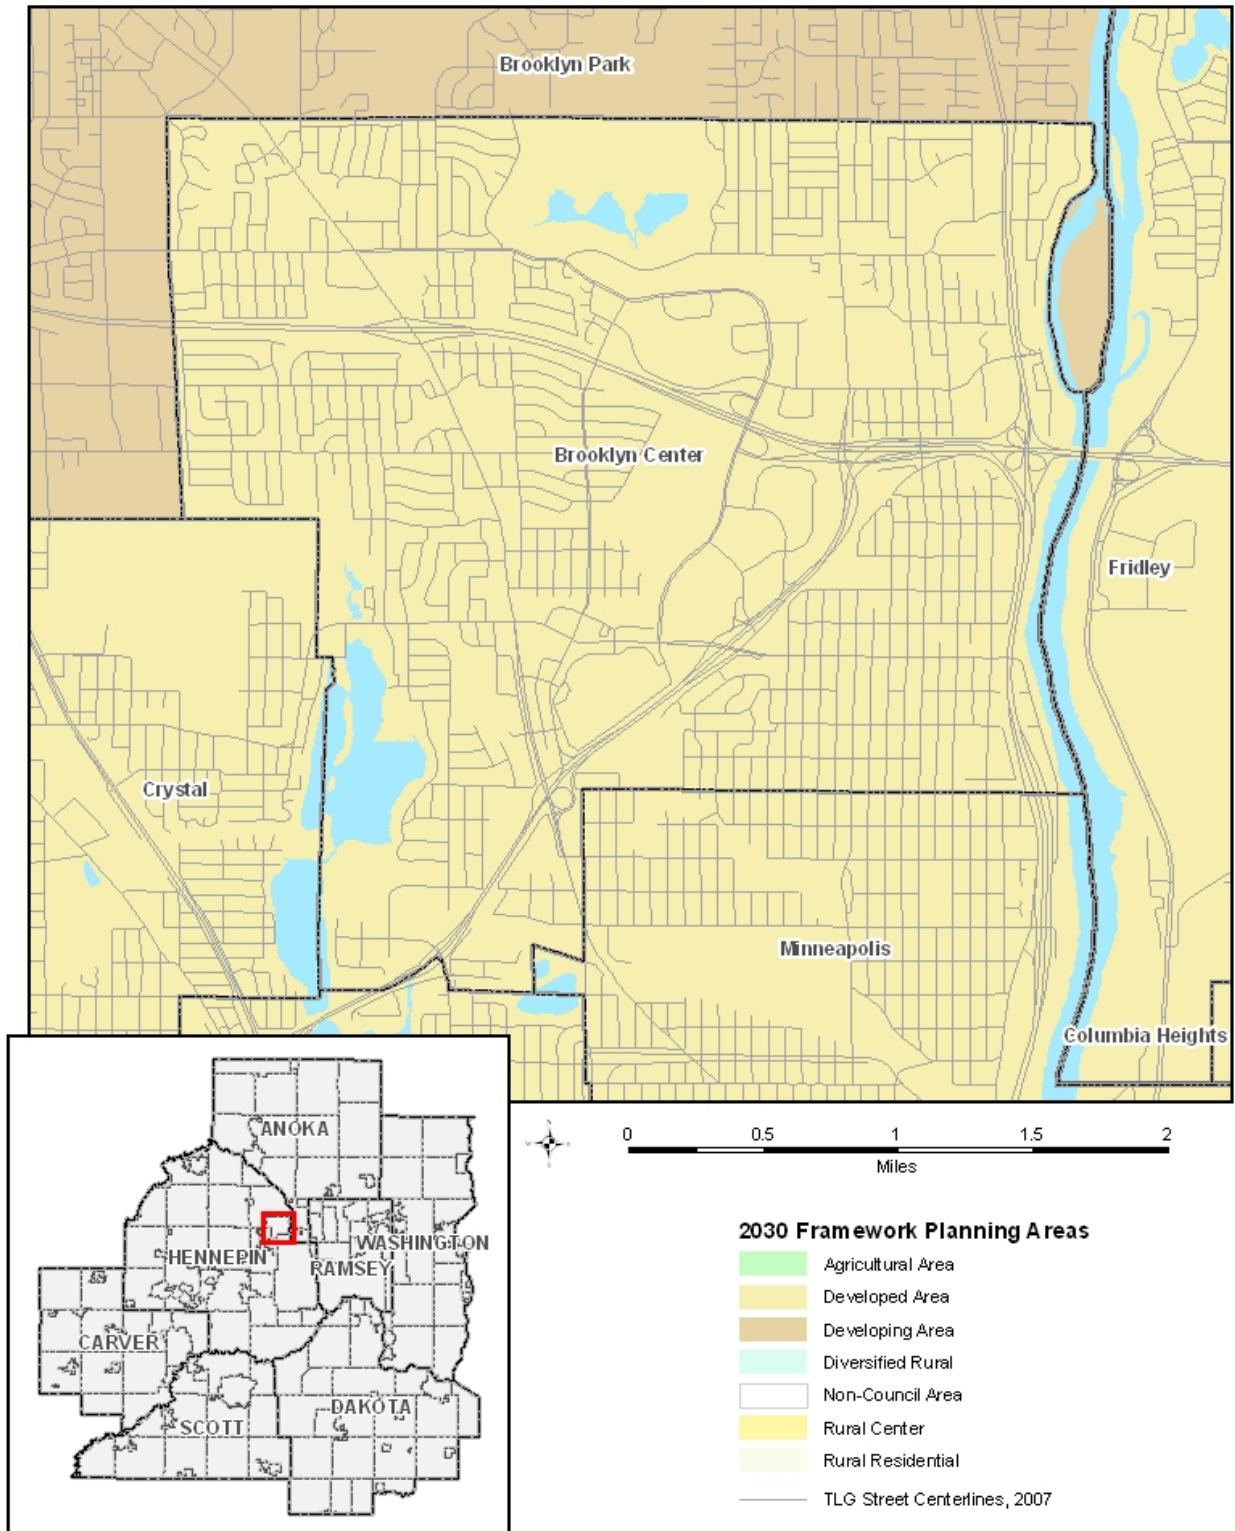 Brooklyn Park
Brooklyn Center
Fridley
Crystal
Minneapolis
Columbia Heights
ANOKA
HENNEPIN
WASHINGTON
RAMSEY
CARVER
SCOTT
DAKOTA
0 0.5 1 1.5 2
Miles
2030 Framework Planning Areas
Agricultural Area
Developed Area
Developing Area
Diversified Rural
Non-Council Area
Rural Center
Rural Residential
TLG Street Centerlines, 2007